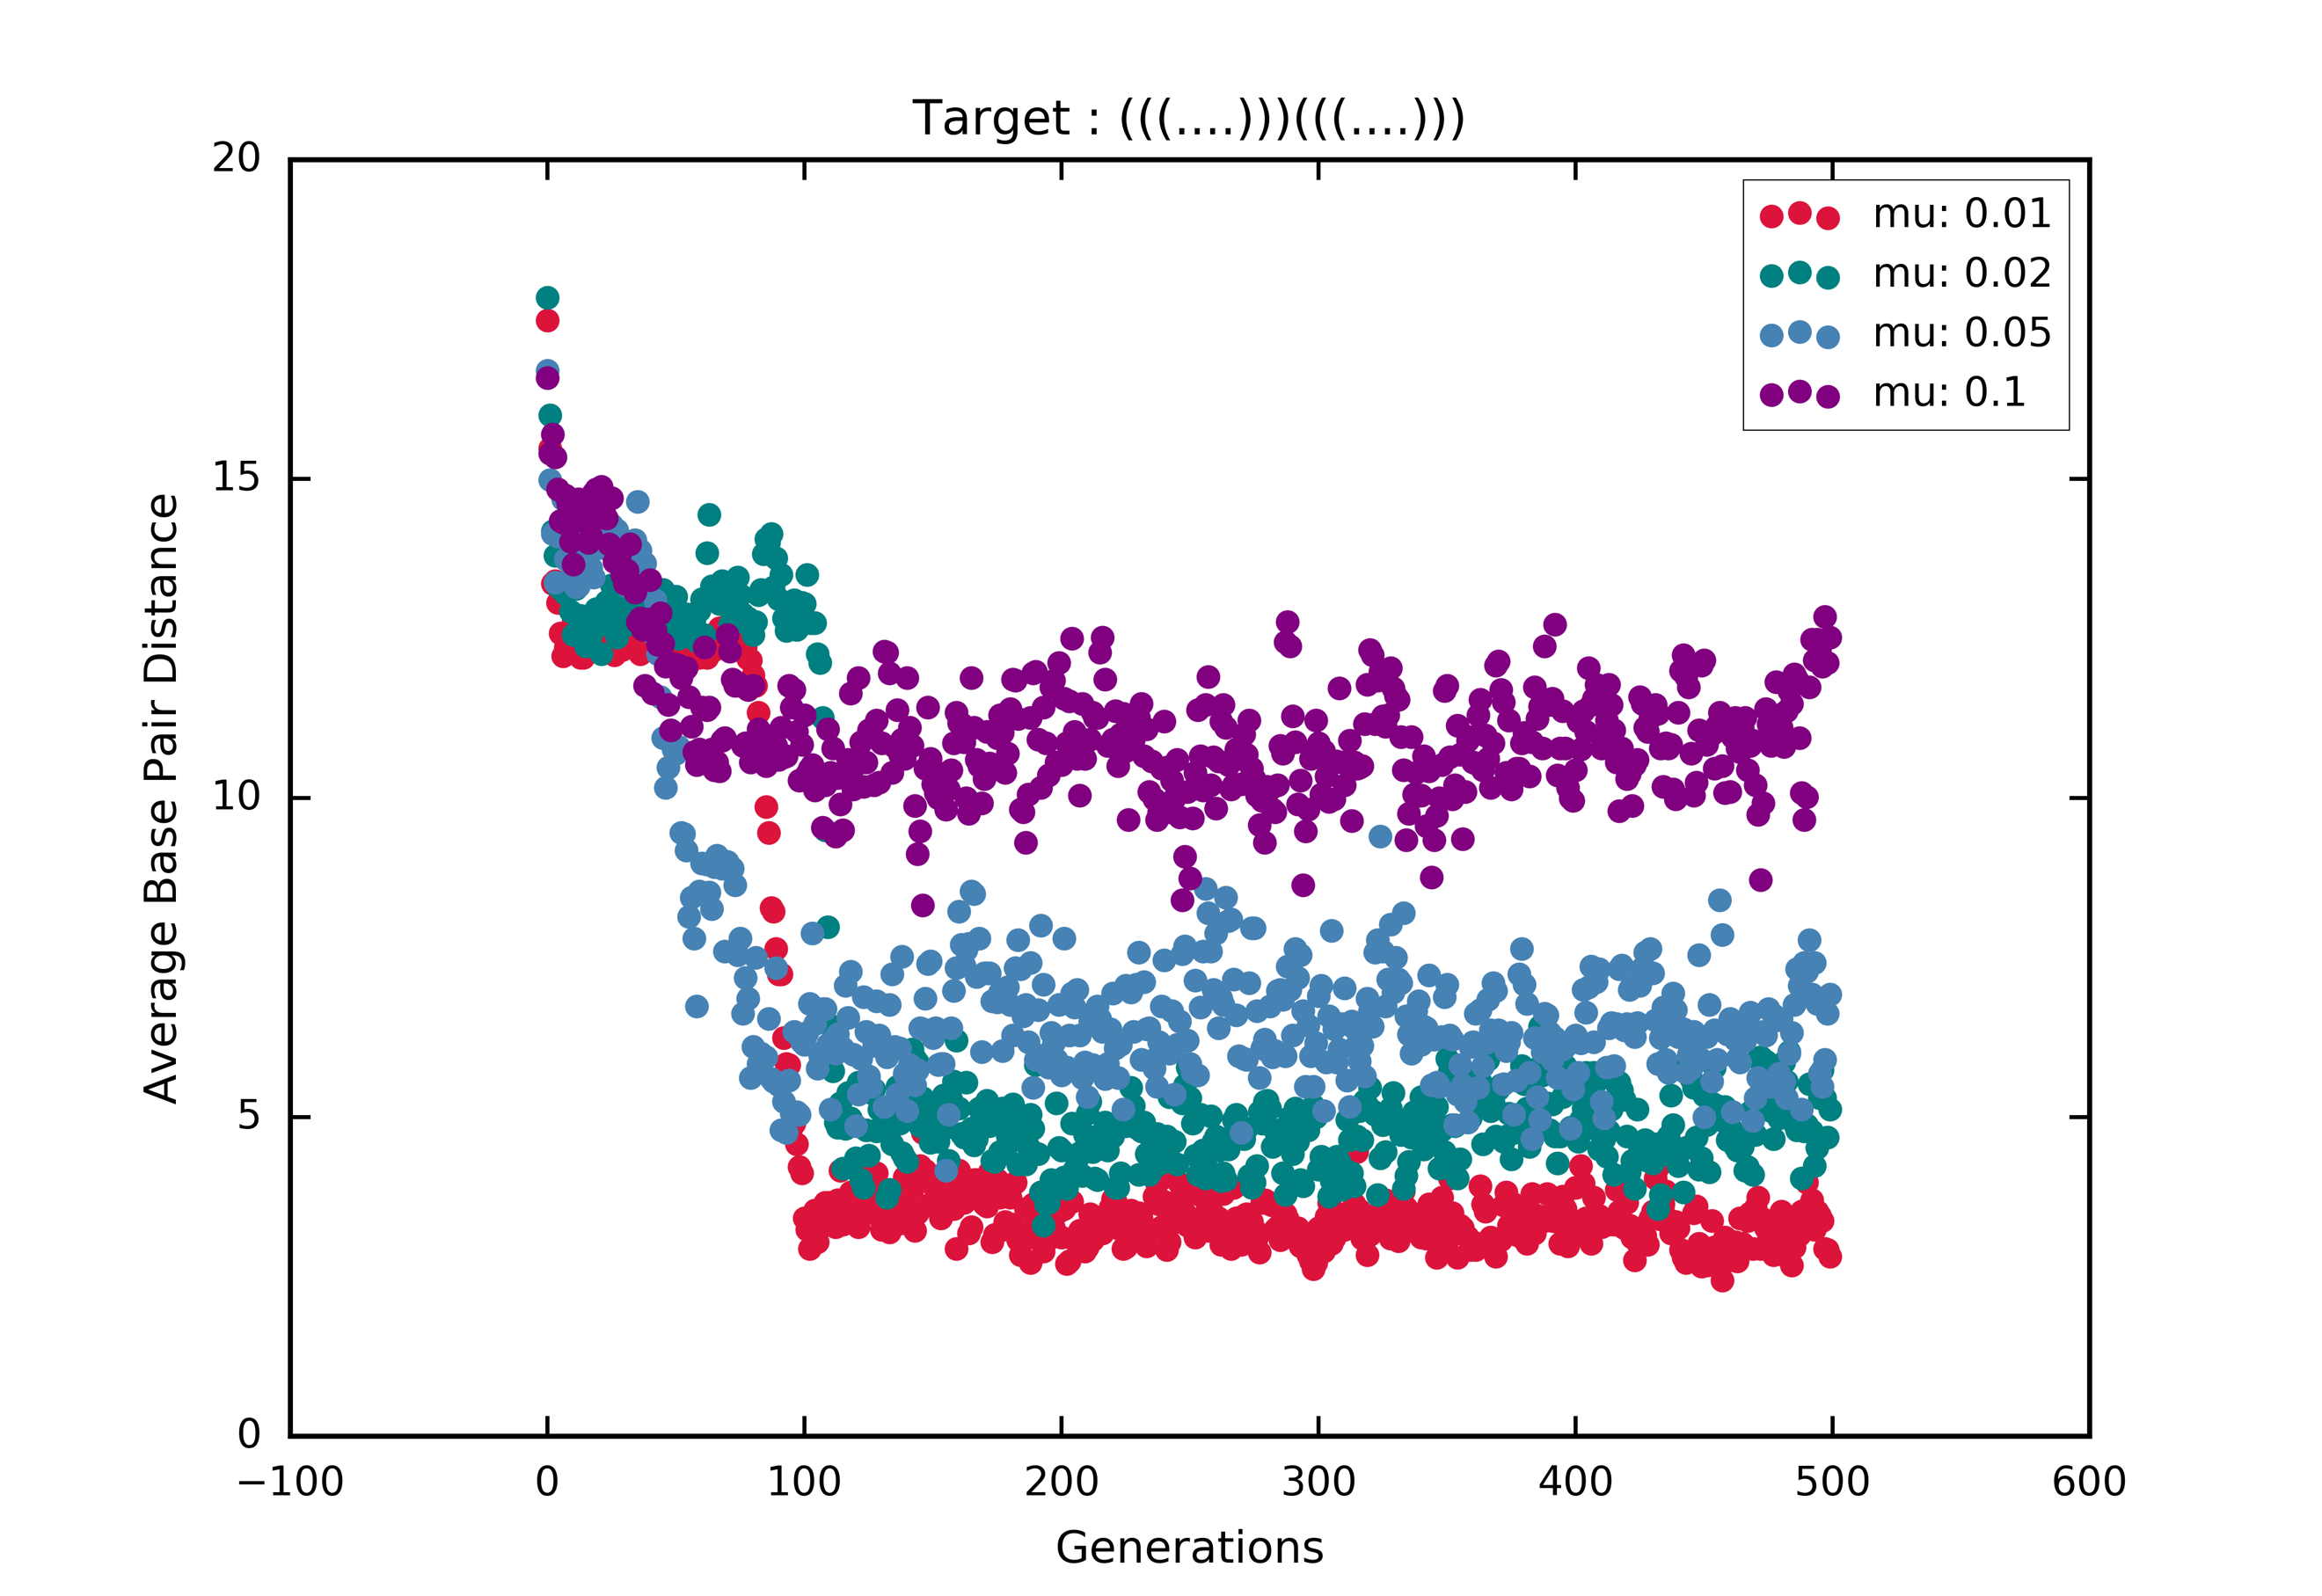 Target : (((....)))(((....)))
20
15
10
5
0
Average Base Pair Distance
mu: 0.01
mu: 0.02
mu: 0.05
mu: 0.1
−100 0 100 200 300 400 500 600
Generations